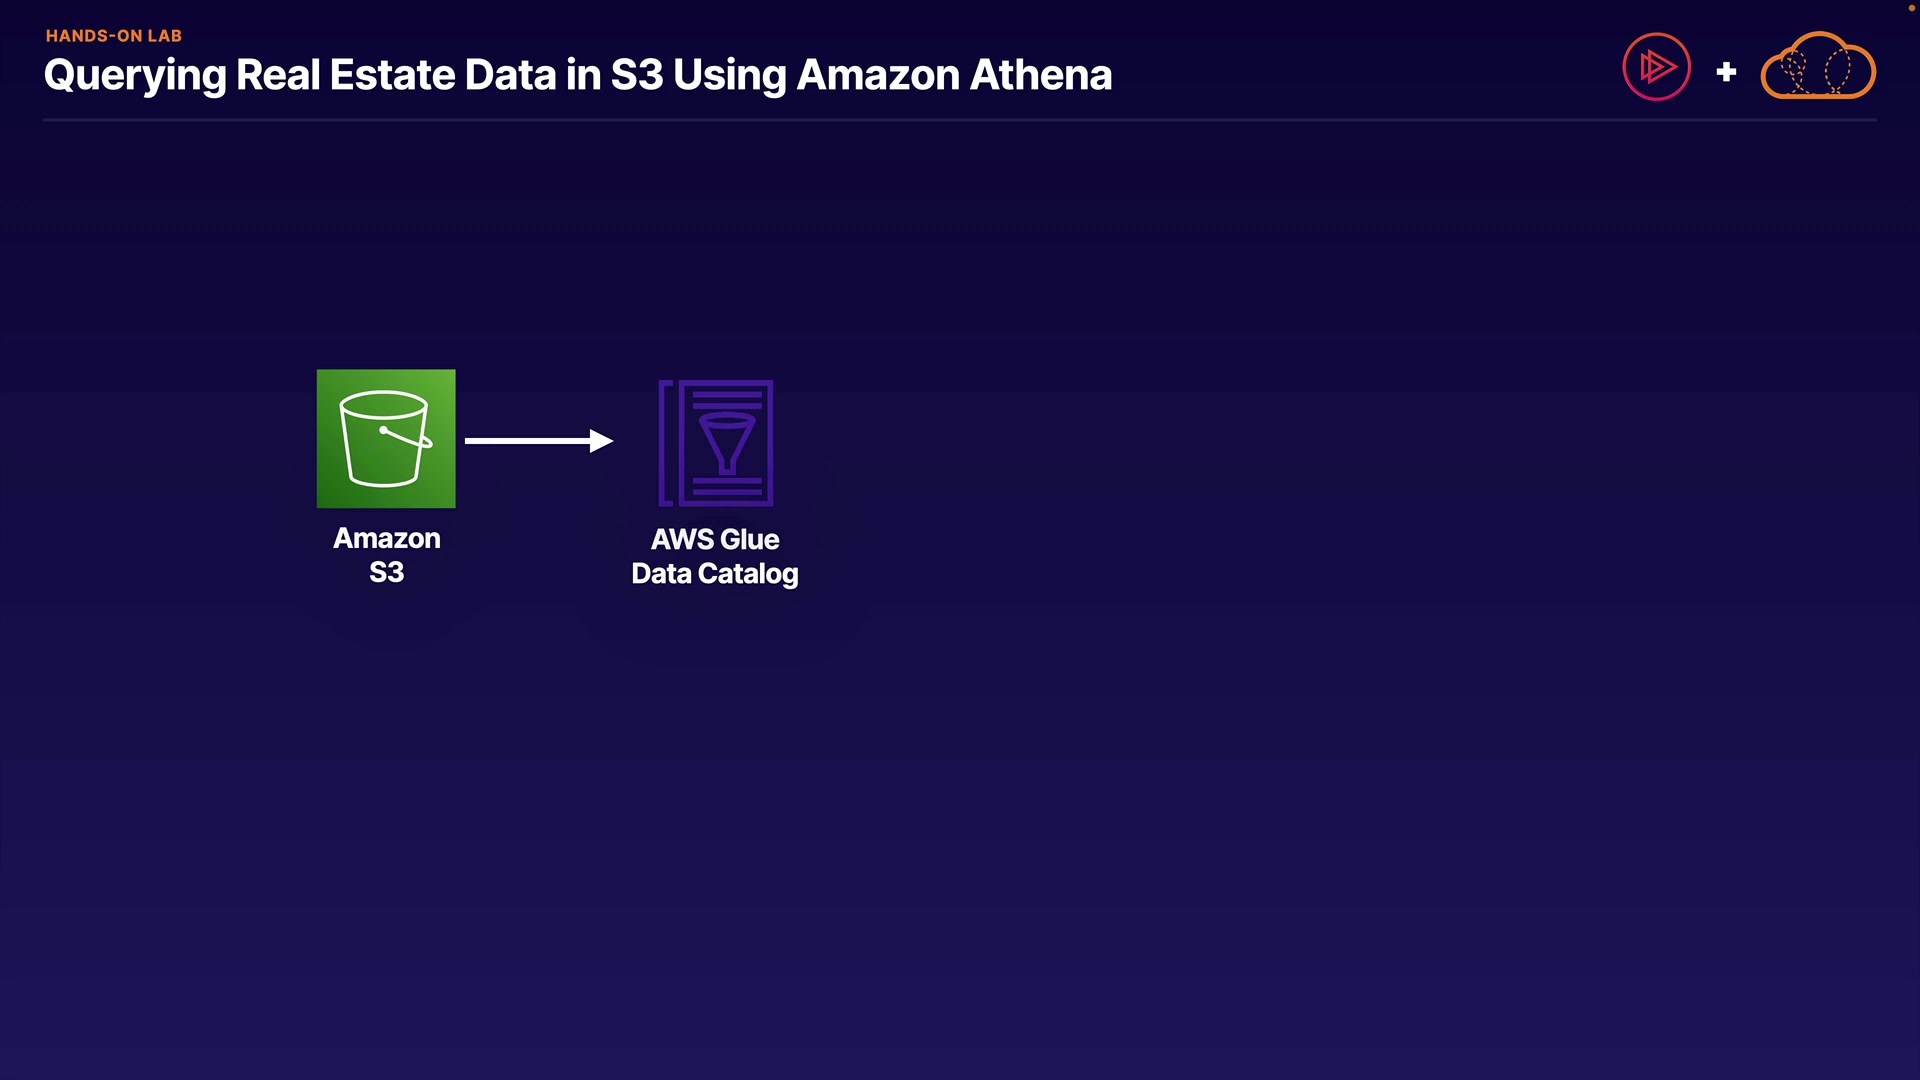 HANDS-ON LAB
Querying Real Estate Data in S3 Using Amazon Athena
+
Amazon
S3
AWS Glue
Data Catalog